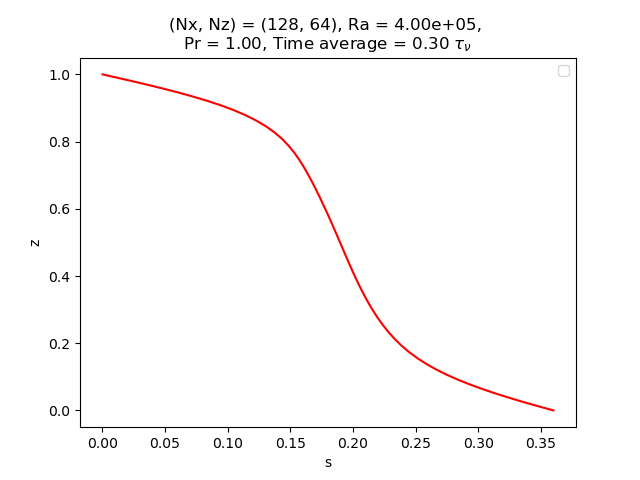 (Nx, Nz) = (128, 64), Ra = 4.00e+05,
Pr = 1.00, Time average = 0.30 τν
1.0
0.8
z
0.6
0.4
0.2
0.0
0.00 0.05 0.10 0.15 0.20 0.25 0.30 0.35
s